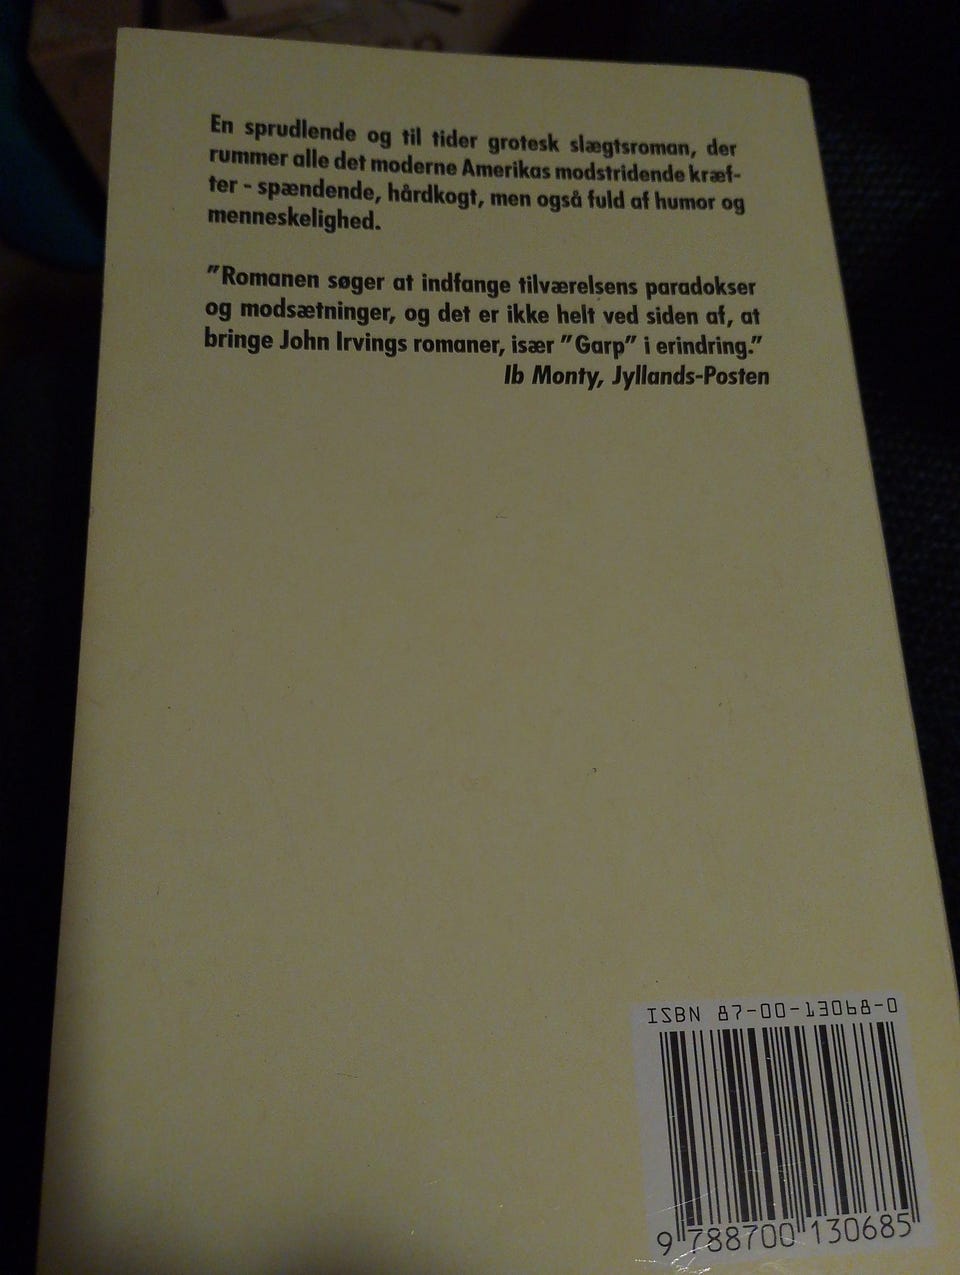 En sprudlende og til tider grotesk slægtsroman, der
rummer alle det moderne Amerikas modstridende kræf-
ter - spændende, hårdkogt, men også fuld af humor og
menneskelighed.
"Romanen søger at indfange tilværelsens paradokser
og modsætninger, og det er ikke helt ved siden af, at
bringe John Irvings romaner, især "Garp" i erindring."
Ib Monty, Jyllands-Posten
ISBN 87-00-13068-0
9 788700 130685